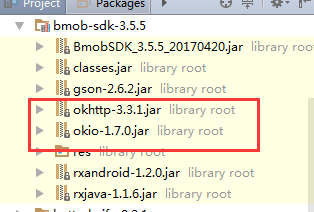 Project
Packages
bmob-sdk-3.5.5
BmobSDK_3.5.5_20170420.jar library root
classes.jar library root
gson-2.6.2.jar library root
okhttp-3.3.1.jar library root
okio-1.7.0.jar library root
res library root
rxandroid-1.2.0.jar library root
rxjava-1.1.6.jar library root